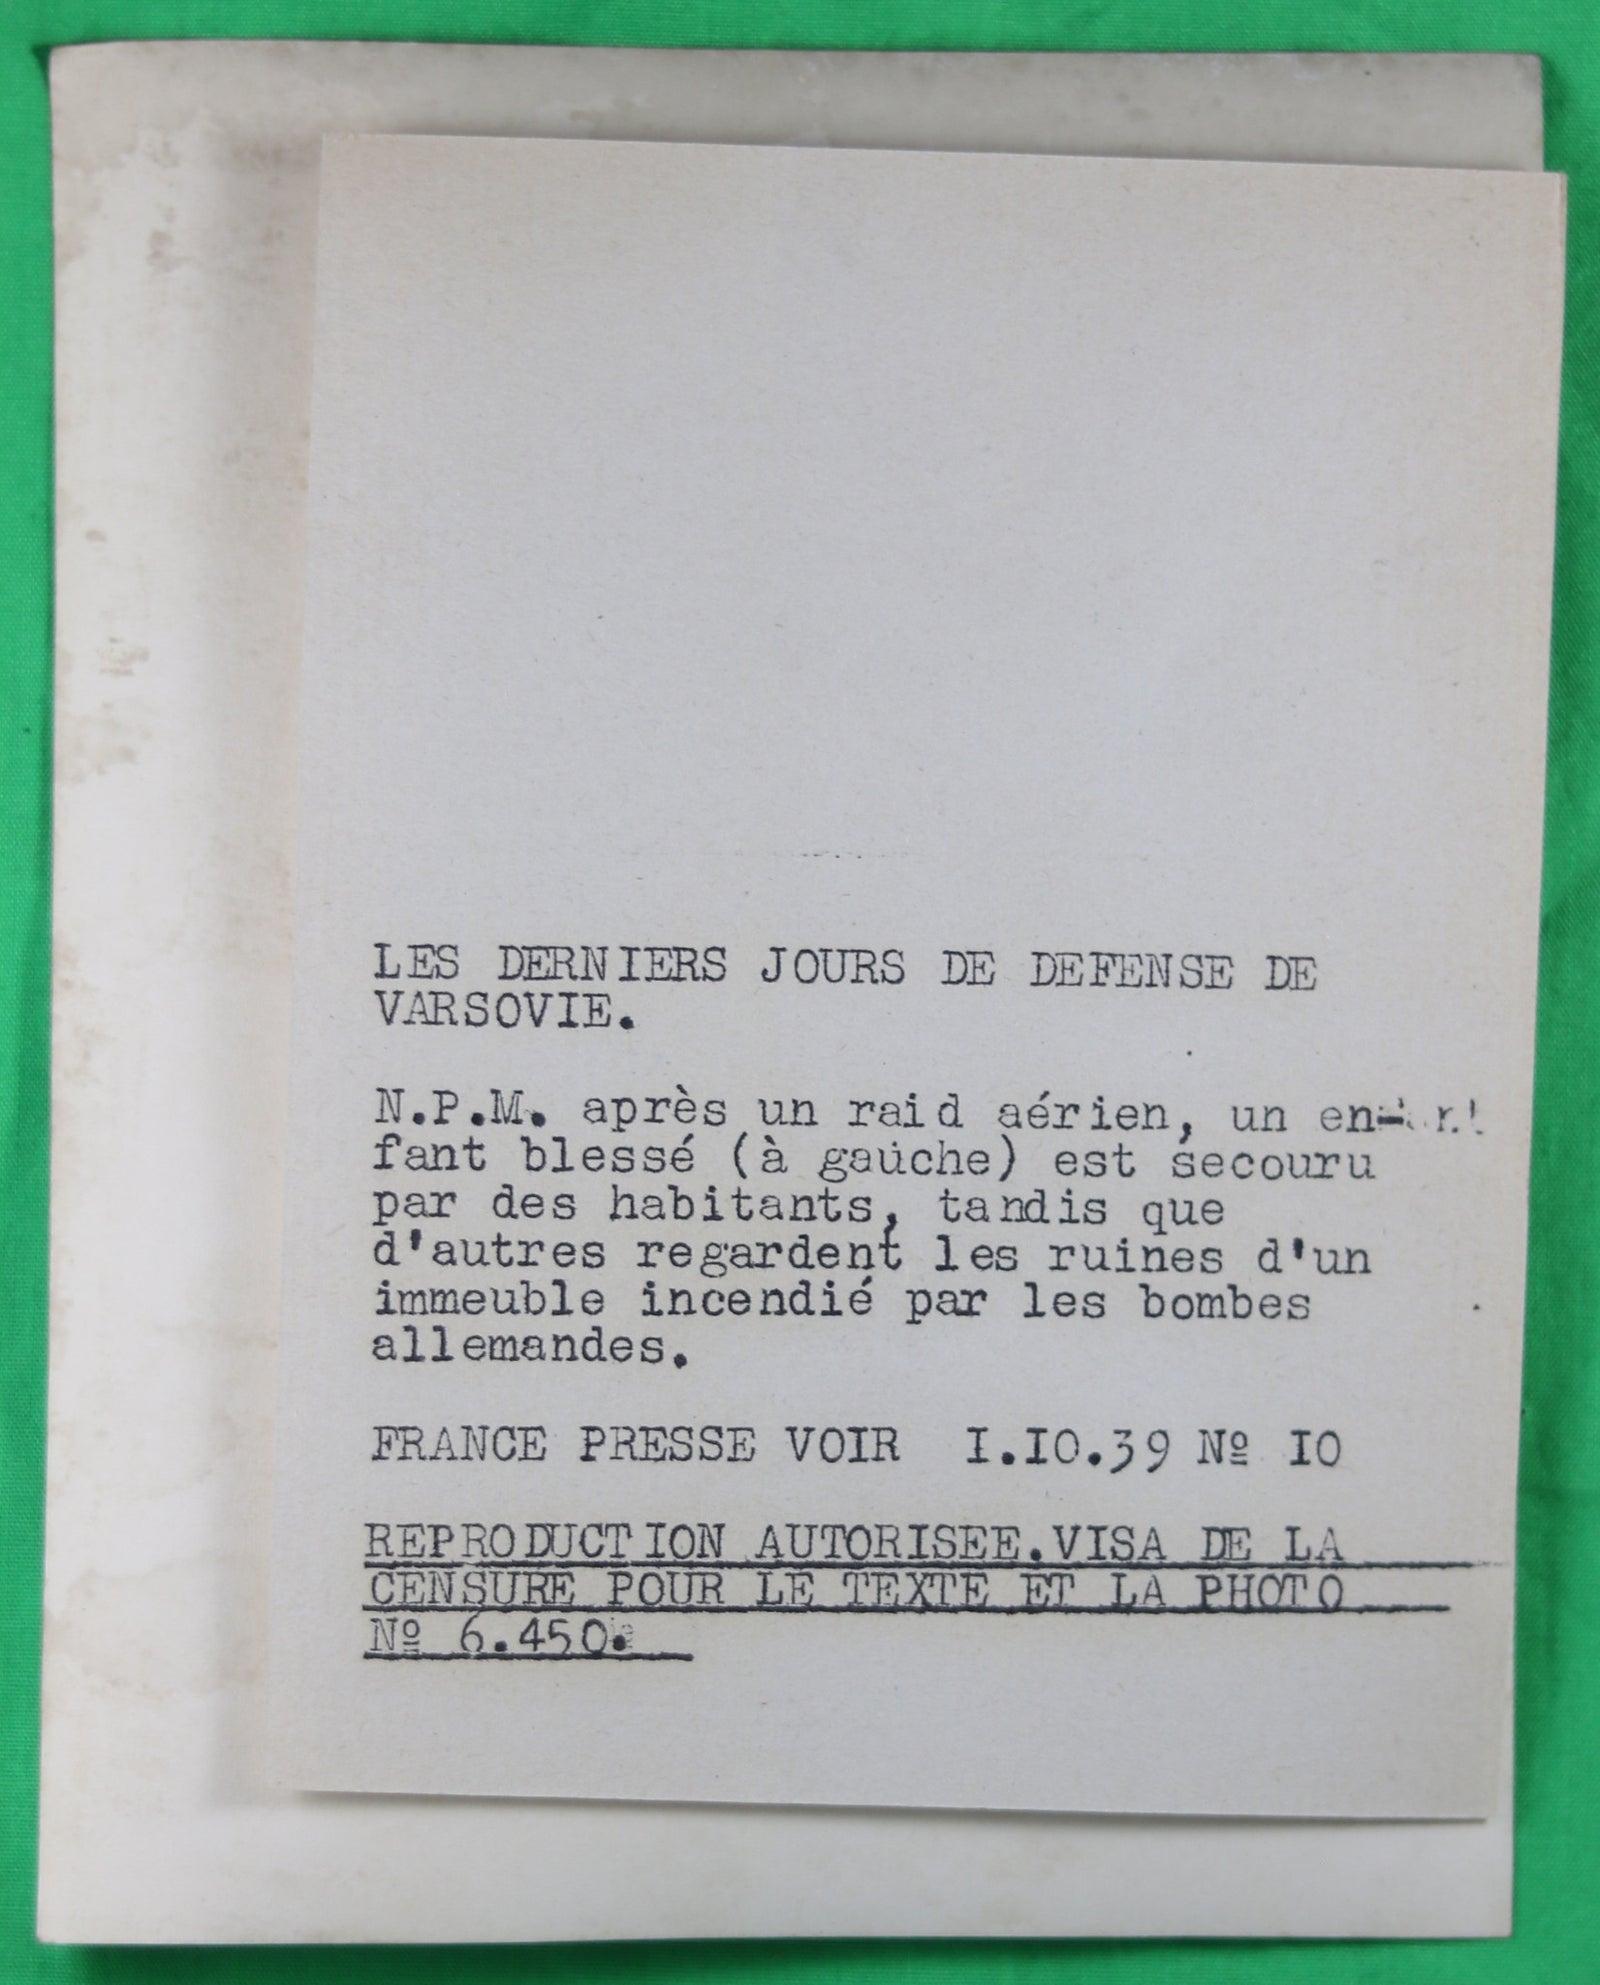 LES DERNIERS JOURS DE DEFENSE DE
VARSOVIE.
N.P.M. après un raid aérien, un en-
fant blessé (à gauche) est secouru
par des habitants, tandis que
d'autres regardent les ruines d'un
immeuble incendié par les bombes
allemandes.
FRANCE PRESSE VOIR I.IO.39 Nº IO
REPRODUCTION AUTORISEE.VISA DE LA
CENSURE POUR LE TEXTE ET LA PHOTO
Nº 6.450.